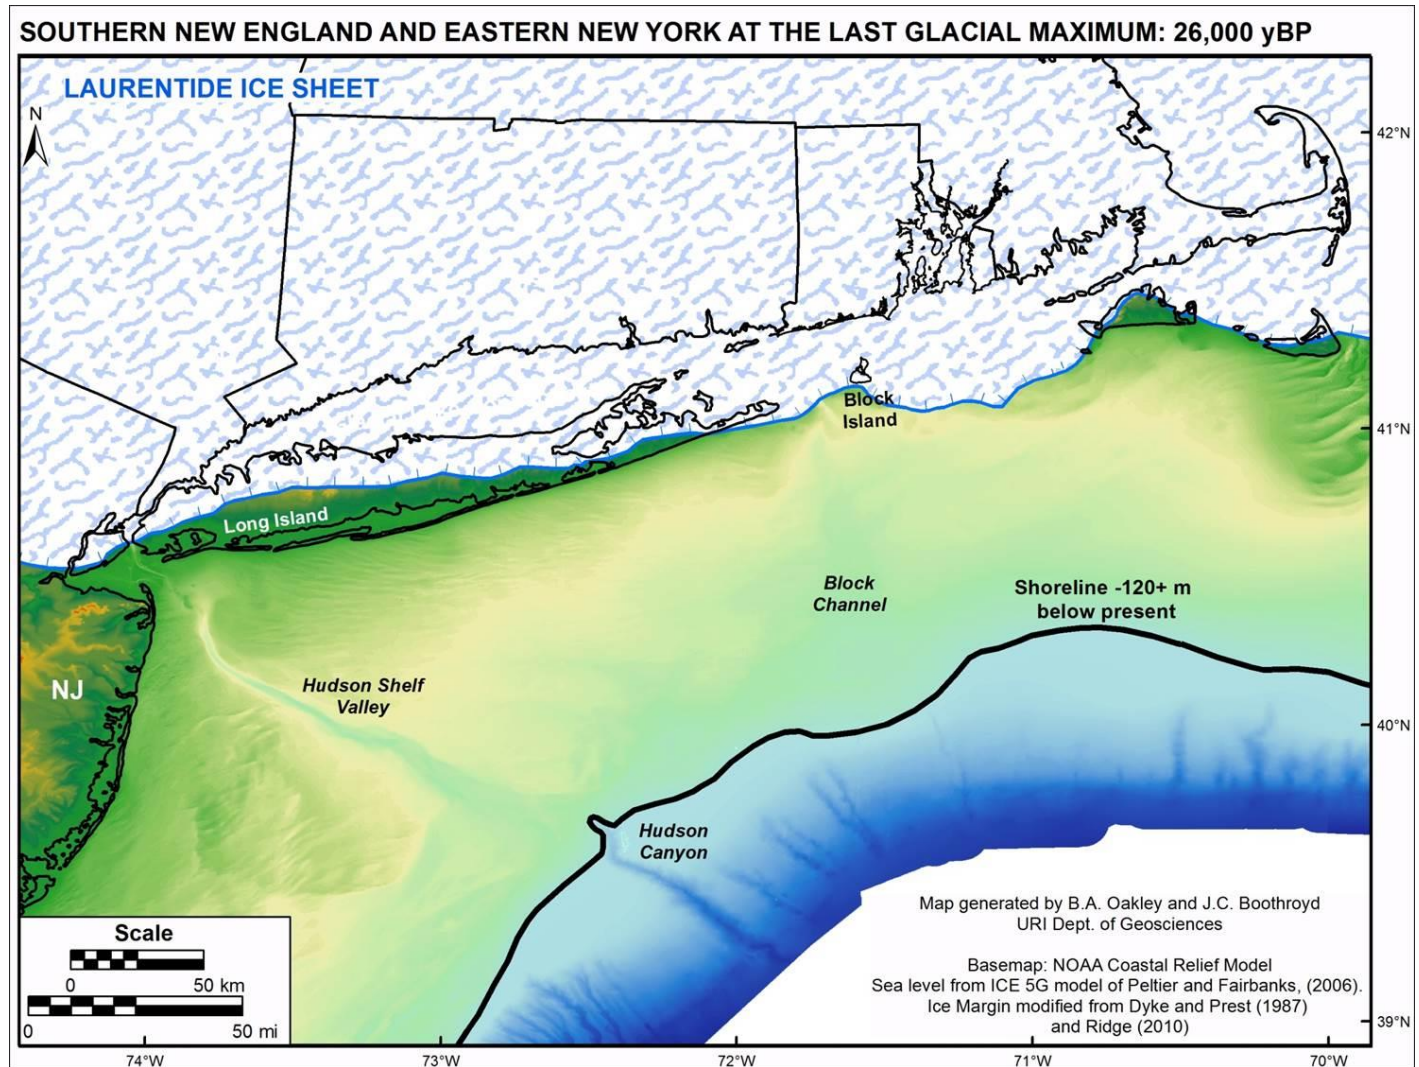 SOUTHERN NEW ENGLAND AND EASTERN NEW YORK AT THE LAST GLACIAL MAXIMUM: 26,000 yBP
LAURENTIDE ICE SHEET
N
42°N
Block
Island
41°N
Long Island
Block
Channel
Shoreline -120+ m
below present
NJ
Hudson Shelf
Valley
40°N
Hudson
Canyon
Map generated by B.A. Oakley and J.C. Boothroyd
URI Dept. of Geosciences
Basemap: NOAA Coastal Relief Model
Sea level from ICE 5G model of Peltier and Fairbanks, (2006).
Ice Margin modified from Dyke and Prest (1987)
and Ridge (2010)
Scale
0 50 km
0 50 mi
39°N
74°W 73°W 72°W 71°W 70°W